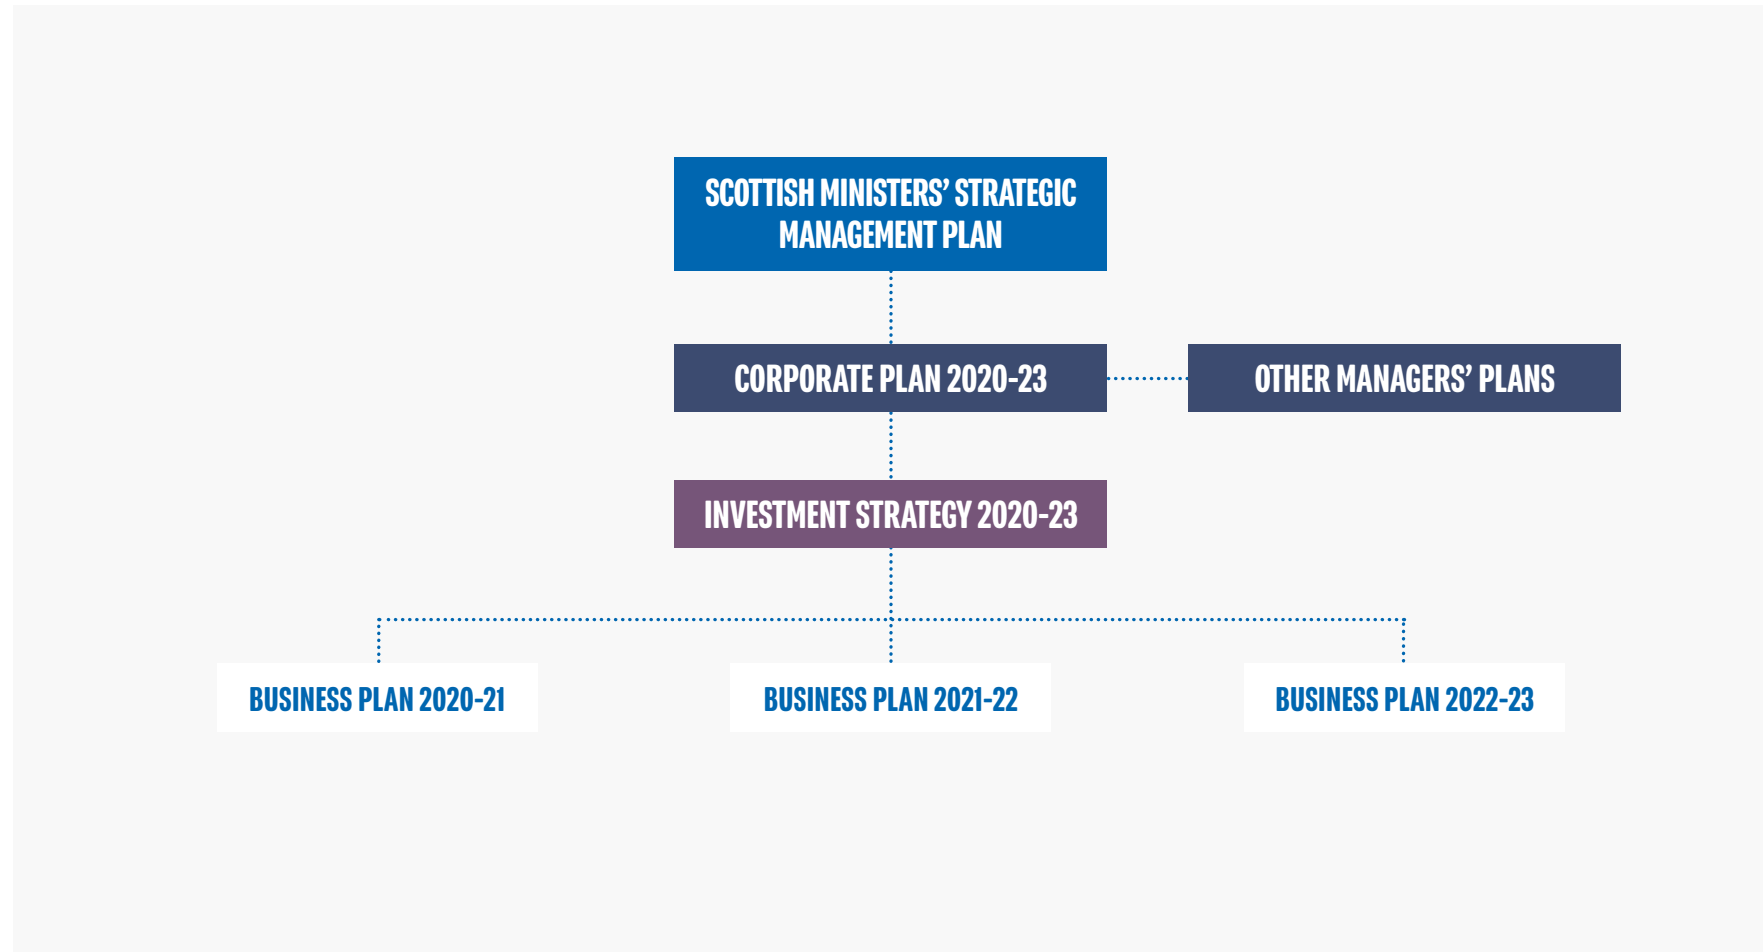 SCOTTISH MINISTERS’ STRATEGIC
MANAGEMENT PLAN
CORPORATE PLAN 2020-23
OTHER MANAGERS’ PLANS
INVESTMENT STRATEGY 2020-23
BUSINESS PLAN 2020-21
BUSINESS PLAN 2021-22
BUSINESS PLAN 2022-23